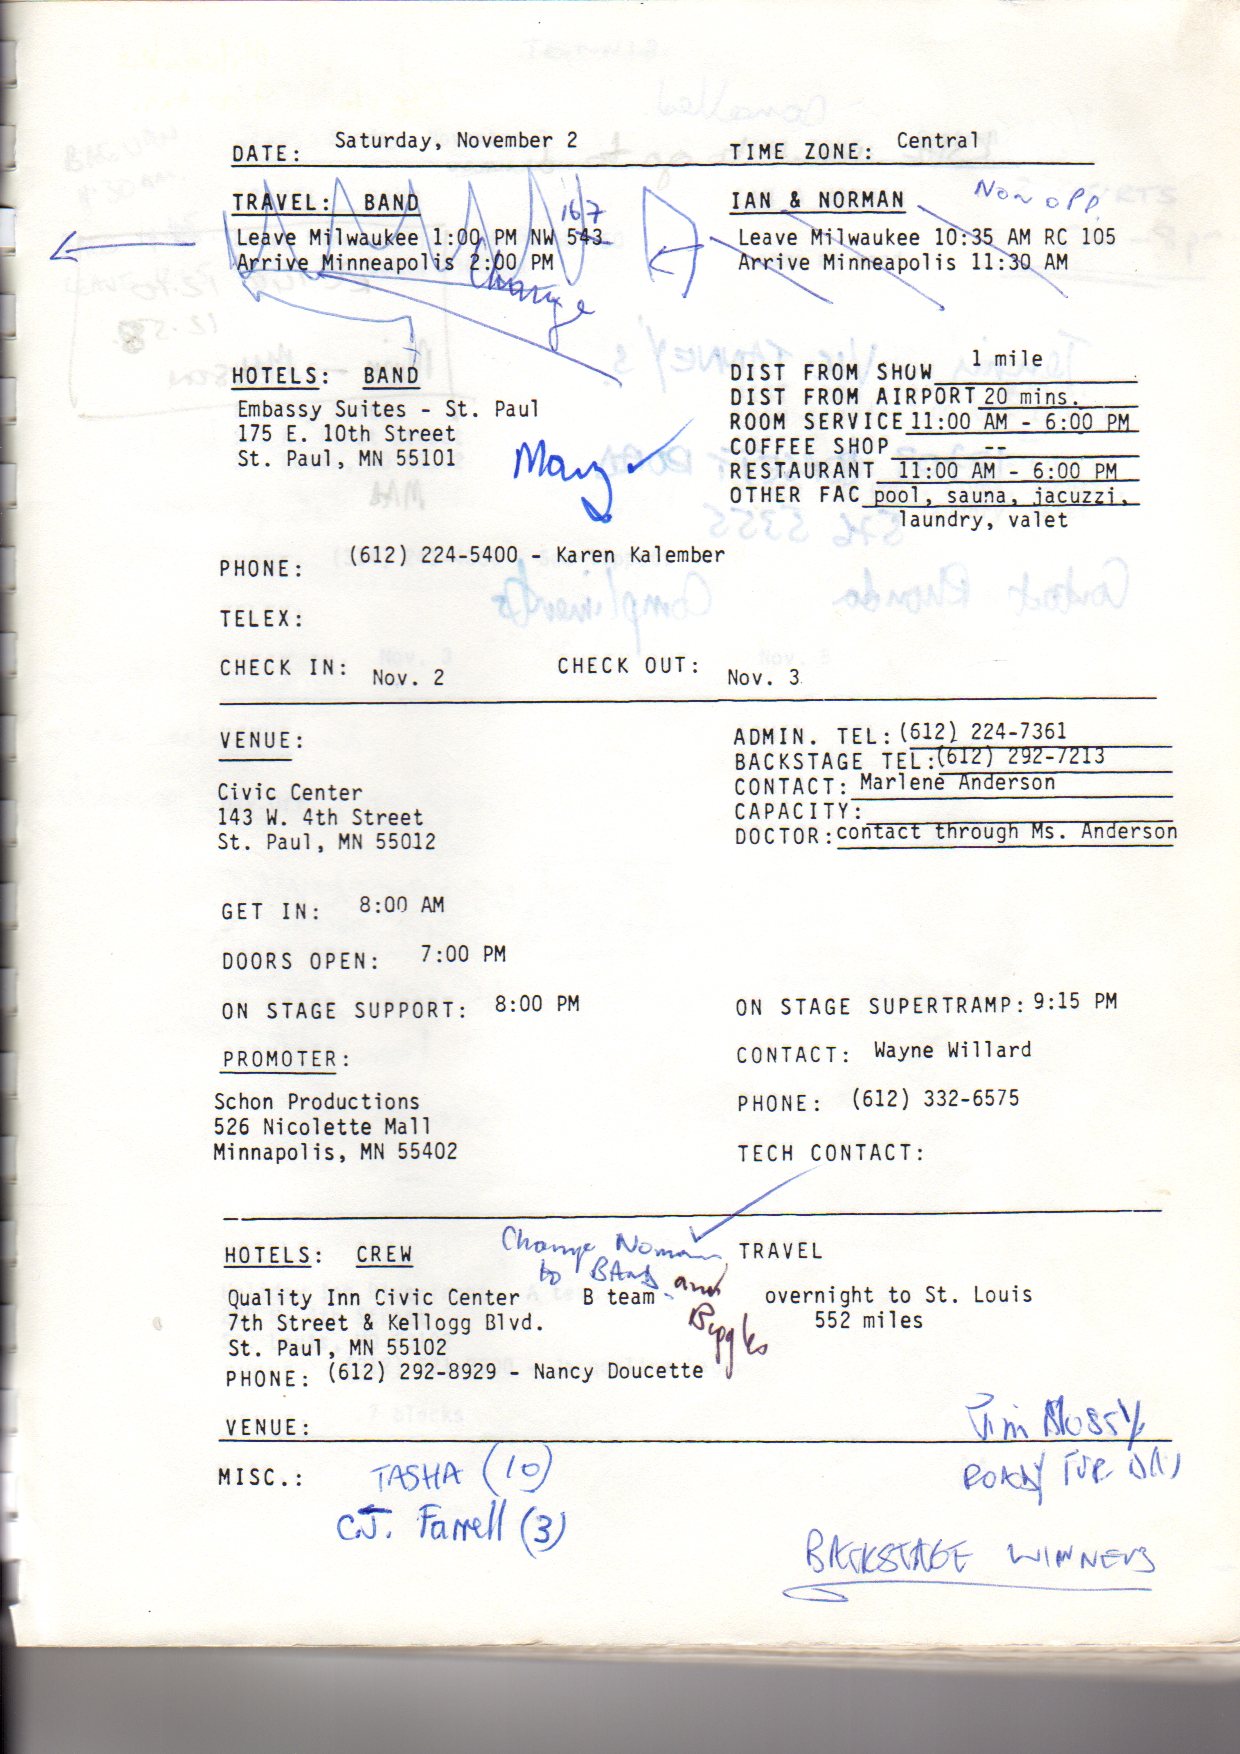 DATE: Saturday, November 2 TIME ZONE: Central
TRAVEL: BAND IAN & NORMAN Non opp.
167
Leave Milwaukee 1:00 PM NW 543 Leave Milwaukee 10:35 AM RC 105
Arrive Minneapolis 2:00 PM Arrive Minneapolis 11:30 AM
Change
HOTELS: BAND DIST FROM SHOW 1 mile
DIST FROM AIRPORT 20 mins.
Embassy Suites - St. Paul ROOM SERVICE 11:00 AM - 6:00 PM
175 E. 10th Street COFFEE SHOP --
St. Paul, MN 55101 RESTAURANT 11:00 AM - 6:00 PM
Mary OTHER FAC pool, sauna, jacuzzi,
laundry, valet
PHONE: (612) 224-5400 - Karen Kalember
TELEX:
CHECK IN: Nov. 2 CHECK OUT: Nov. 3
VENUE: ADMIN. TEL: (612) 224-7361
BACKSTAGE TEL: (612) 292-7213
Civic Center CONTACT: Marlene Anderson
143 W. 4th Street CAPACITY:
St. Paul, MN 55012 DOCTOR: contact through Ms. Anderson
GET IN: 8:00 AM
DOORS OPEN: 7:00 PM
ON STAGE SUPPORT: 8:00 PM ON STAGE SUPERTRAMP: 9:15 PM
PROMOTER: CONTACT: Wayne Willard
Schon Productions PHONE: (612) 332-6575
526 Nicolette Mall
Minnapolis, MN 55402 TECH CONTACT:
HOTELS: CREW Change Norman TRAVEL
to BAND and
Quality Inn Civic Center B team overnight to St. Louis
7th Street & Kellogg Blvd. Biggles 552 miles
St. Paul, MN 55102
PHONE: (612) 292-8929 - Nancy Doucette
VENUE: Jim
MISC.: TASHA (10) ROADY FUR
C.J. Farrell (3)
BACKSTAGE WINNERS